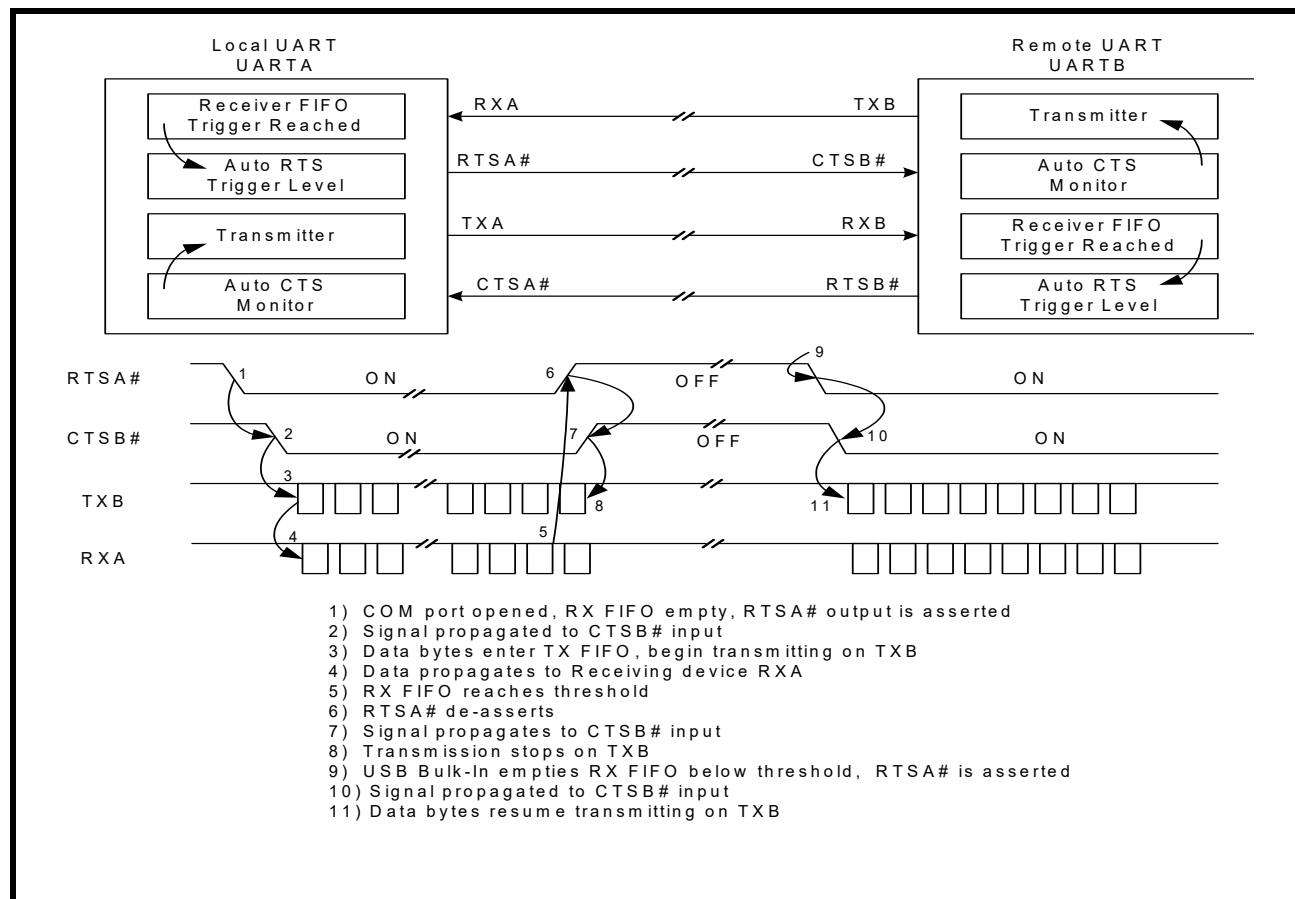 Local UART
UARTA
Remote UART
UARTB
Receiver FIFO
Trigger Reached
Auto RTS
Trigger Level
Transmitter
Auto CTS
Monitor
RXA
TXB
RTSA#
CTSB#
TXA
RXB
CTSA#
RTSB#
Transmitter
Auto CTS
Monitor
Receiver FIFO
Trigger Reached
Auto RTS
Trigger Level
RTSA#
1
ON
6
OFF
9
ON
CTSB#
2
ON
7
OFF
10
ON
TXB
3
8
11
RXA
4
5
1) COM port opened, RX FIFO empty, RTSA# output is asserted
2) Signal propagated to CTSB# input
3) Data bytes enter TX FIFO, begin transmitting on TXB
4) Data propagates to Receiving device RXA
5) RX FIFO reaches threshold
6) RTSA# de-asserts
7) Signal propagates to CTSB# input
8) Transmission stops on TXB
9) USB Bulk-In empties RX FIFO below threshold, RTSA# is asserted
10) Signal propagated to CTSB# input
11) Data bytes resume transmitting on TXB